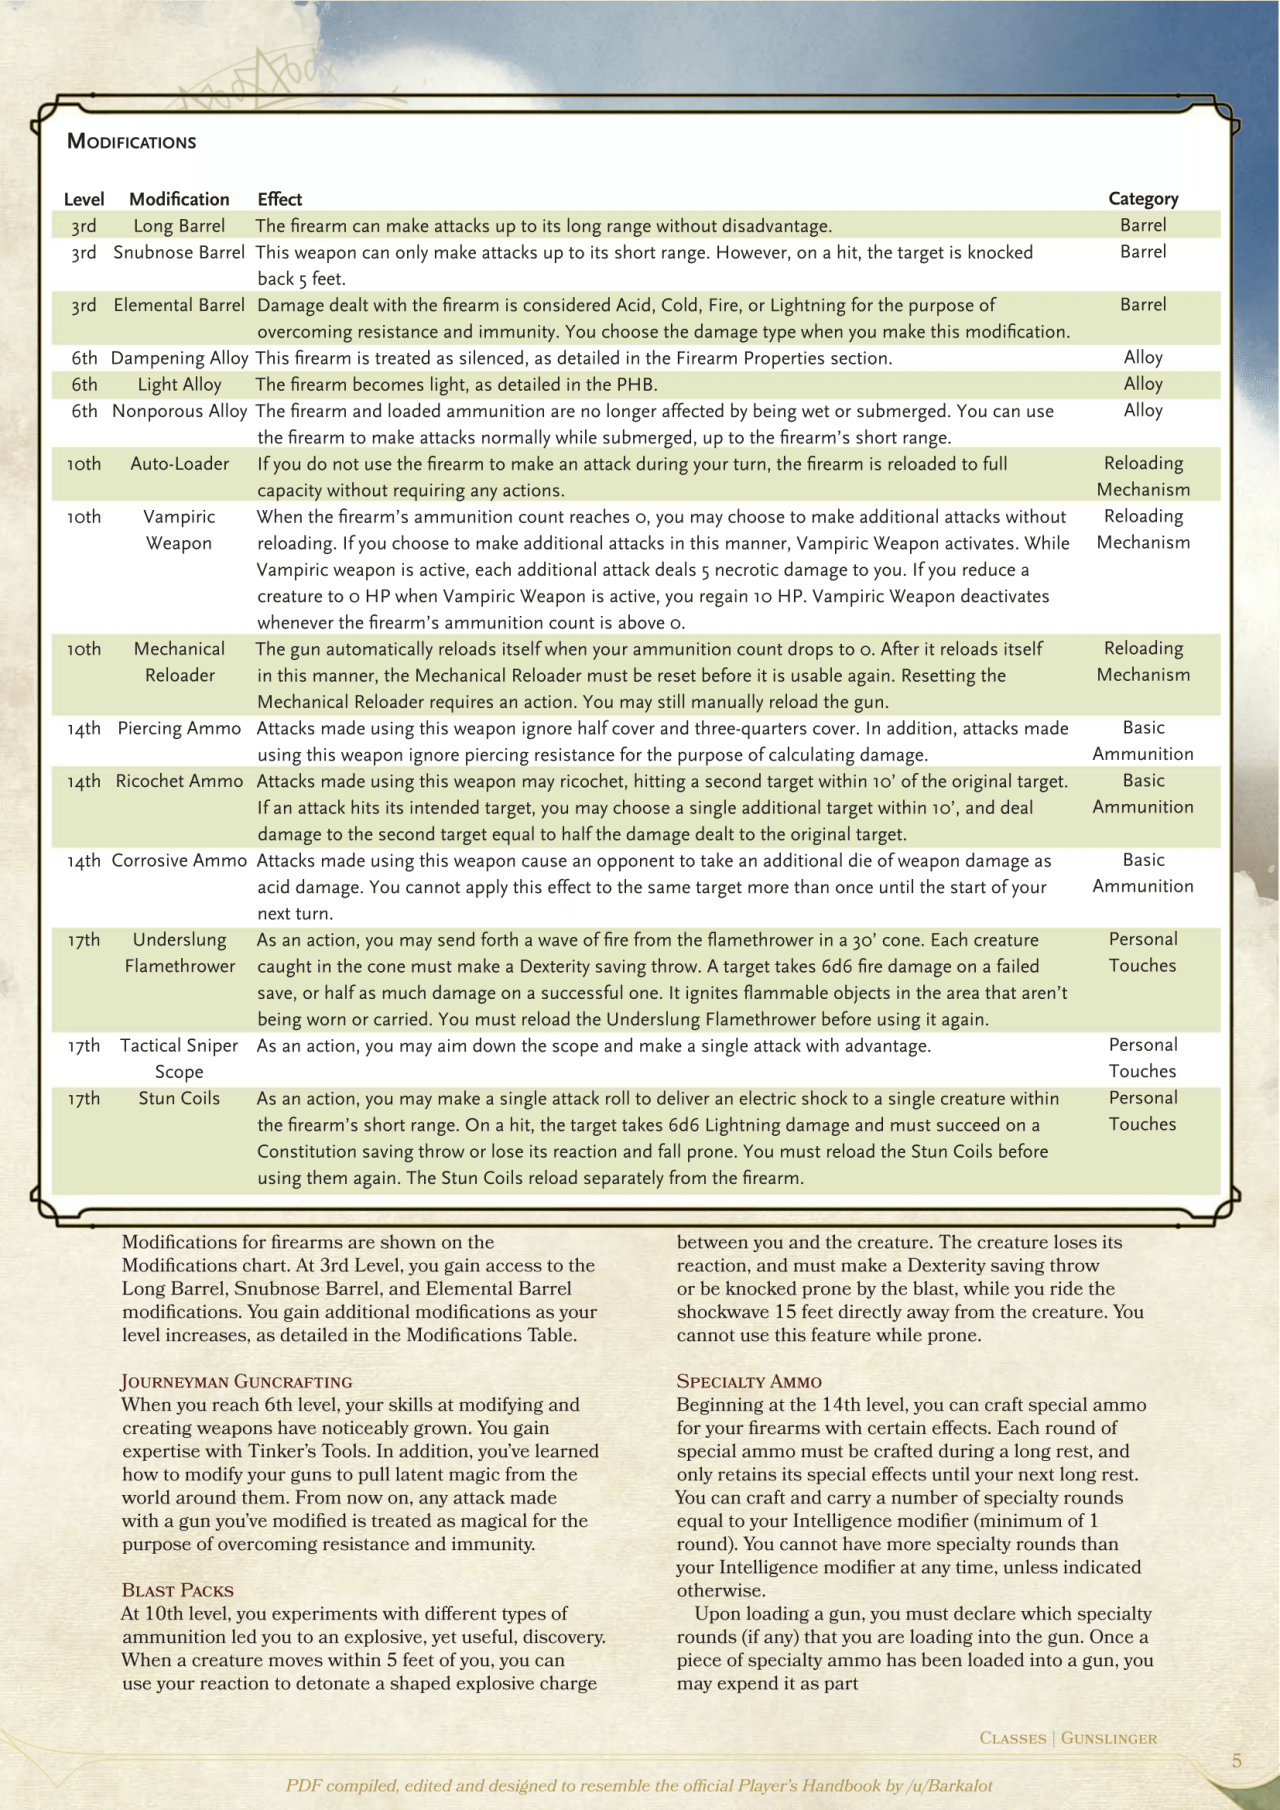 Modifications
Level Modification Effect Category
3rd Long Barrel The firearm can make attacks up to its long range without disadvantage. Barrel
3rd Snubnose Barrel This weapon can only make attacks up to its short range. However, on a hit, the target is knocked Barrel
back 5 feet.
3rd Elemental Barrel Damage dealt with the firearm is considered Acid, Cold, Fire, or Lightning for the purpose of Barrel
overcoming resistance and immunity. You choose the damage type when you make this modification.
6th Dampening Alloy This firearm is treated as silenced, as detailed in the Firearm Properties section. Alloy
6th Light Alloy The firearm becomes light, as detailed in the PHB. Alloy
6th Nonporous Alloy The firearm and loaded ammunition are no longer affected by being wet or submerged. You can use Alloy
the firearm to make attacks normally while submerged, up to the firearm's short range.
10th Auto-Loader If you do not use the firearm to make an attack during your turn, the firearm is reloaded to full Reloading
capacity without requiring any actions. Mechanism
10th Vampiric When the firearm's ammunition count reaches 0, you may choose to make additional attacks without Reloading
Weapon reloading. If you choose to make additional attacks in this manner, Vampiric Weapon activates. While Mechanism
Vampiric weapon is active, each additional attack deals 5 necrotic damage to you. If you reduce a
creature to 0 HP when Vampiric Weapon is active, you regain 10 HP. Vampiric Weapon deactivates
whenever the firearm's ammunition count is above 0.
10th Mechanical The gun automatically reloads itself when your ammunition count drops to 0. After it reloads itself Reloading
Reloader in this manner, the Mechanical Reloader must be reset before it is usable again. Resetting the Mechanism
Mechanical Reloader requires an action. You may still manually reload the gun.
14th Piercing Ammo Attacks made using this weapon ignore half cover and three-quarters cover. In addition, attacks made Basic
using this weapon ignore piercing resistance for the purpose of calculating damage. Ammunition
14th Ricochet Ammo Attacks made using this weapon may ricochet, hitting a second target within 10' of the original target. Basic
If an attack hits its intended target, you may choose a single additional target within 10', and deal Ammunition
damage to the second target equal to half the damage dealt to the original target.
14th Corrosive Ammo Attacks made using this weapon cause an opponent to take an additional die of weapon damage as Basic
acid damage. You cannot apply this effect to the same target more than once until the start of your Ammunition
next turn.
17th Underslung As an action, you may send forth a wave of fire from the flamethrower in a 30' cone. Each creature Personal
Flamethrower caught in the cone must make a Dexterity saving throw. A target takes 6d6 fire damage on a failed Touches
save, or half as much damage on a successful one. It ignites flammable objects in the area that aren't
being worn or carried. You must reload the Underslung Flamethrower before using it again.
17th Tactical Sniper As an action, you may aim down the scope and make a single attack with advantage. Personal
Scope Touches
17th Stun Coils As an action, you may make a single attack roll to deliver an electric shock to a single creature within Personal
the firearm's short range. On a hit, the target takes 6d6 Lightning damage and must succeed on a Touches
Constitution saving throw or lose its reaction and fall prone. You must reload the Stun Coils before
using them again. The Stun Coils reload separately from the firearm.
Modifications for firearms are shown on the
Modifications chart. At 3rd Level, you gain access to the
Long Barrel, Snubnose Barrel, and Elemental Barrel
modifications. You gain additional modifications as your
level increases, as detailed in the Modifications Table.
Journeyman Guncrafting
When you reach 6th level, your skills at modifying and
creating weapons have noticeably grown. You gain
expertise with Tinker's Tools. In addition, you've learned
how to modify your guns to pull latent magic from the
world around them. From now on, any attack made
with a gun you've modified is treated as magical for the
purpose of overcoming resistance and immunity.
Blast Packs
At 10th level, you experiments with different types of
ammunition led you to an explosive, yet useful, discovery.
When a creature moves within 5 feet of you, you can
use your reaction to detonate a shaped explosive charge
between you and the creature. The creature loses its
reaction, and must make a Dexterity saving throw
or be knocked prone by the blast, while you ride the
shockwave 15 feet directly away from the creature. You
cannot use this feature while prone.
Specialty Ammo
Beginning at the 14th level, you can craft special ammo
for your firearms with certain effects. Each round of
special ammo must be crafted during a long rest, and
only retains its special effects until your next long rest.
You can craft and carry a number of specialty rounds
equal to your Intelligence modifier (minimum of 1
round). You cannot have more specialty rounds than
your Intelligence modifier at any time, unless indicated
otherwise.
Upon loading a gun, you must declare which specialty
rounds (if any) that you are loading into the gun. Once a
piece of specialty ammo has been loaded into a gun, you
may expend it as part
Classes | Gunslinger
5
PDF compiled, edited and designed to resemble the official Player's Handbook by /u/Barkalot